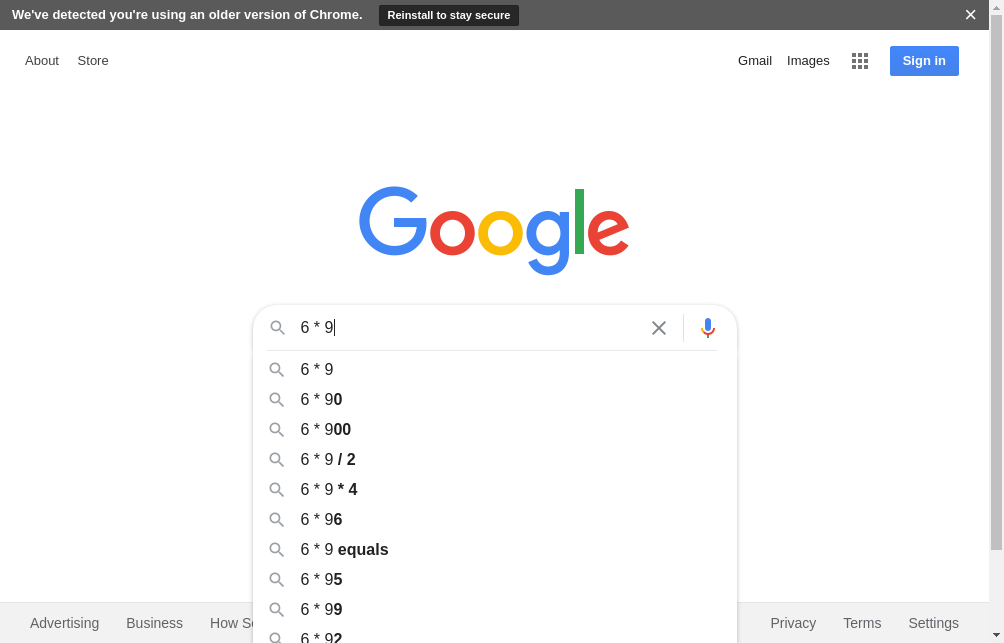 We've detected you're using an older version of Chrome. Reinstall to stay secure
About Store Gmail Images Sign in
Google
6 * 9
6 * 9
6 * 90
6 * 900
6 * 9 / 2
6 * 9 * 4
6 * 96
6 * 9 equals
6 * 95
6 * 99
6 * 92
Advertising Business How Privacy Terms Settings